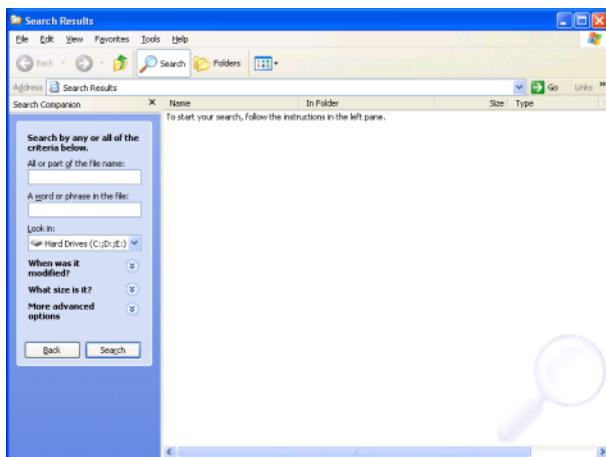 Search Results
File Edit View Favorites Tools Help
Back Search Folders
Address Search Results Go Links »
Search Companion × Name In Folder Size Type
To start your search, follow the instructions in the left pane.
Search by any or all of the
criteria below.
All or part of the file name:
A word or phrase in the file:
Look in:
Hard Drives (C:;D:;E:)
When was it
modified?
What size is it?
More advanced
options
Back Search